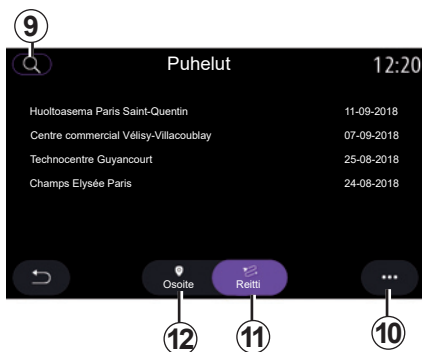 9
Puhelut 12:20
Huoltoasema Paris Saint-Quentin 11-09-2018
Centre commercial Vélisy-Villacoublay 07-09-2018
Technocentre Guyancourt 25-08-2018
Champs Elysée Paris 24-08-2018
Osoite Reitti
12 11 10